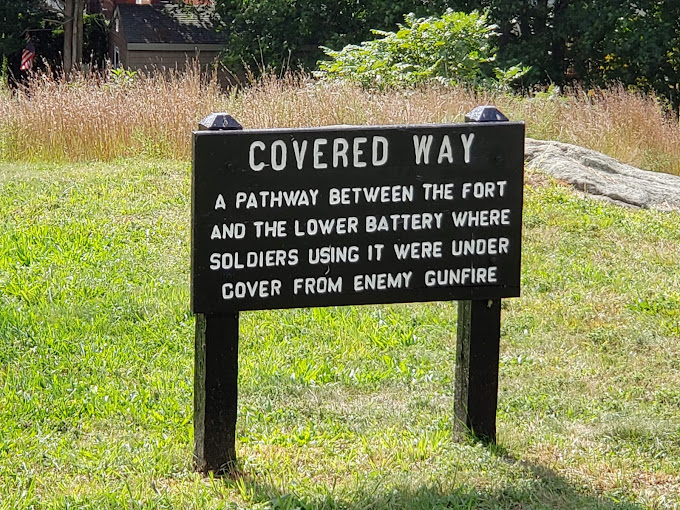 COVERED WAY
A PATHWAY BETWEEN THE FORT
AND THE LOWER BATTERY WHERE
SOLDIERS USING IT WERE UNDER
COVER FROM ENEMY GUNFIRE